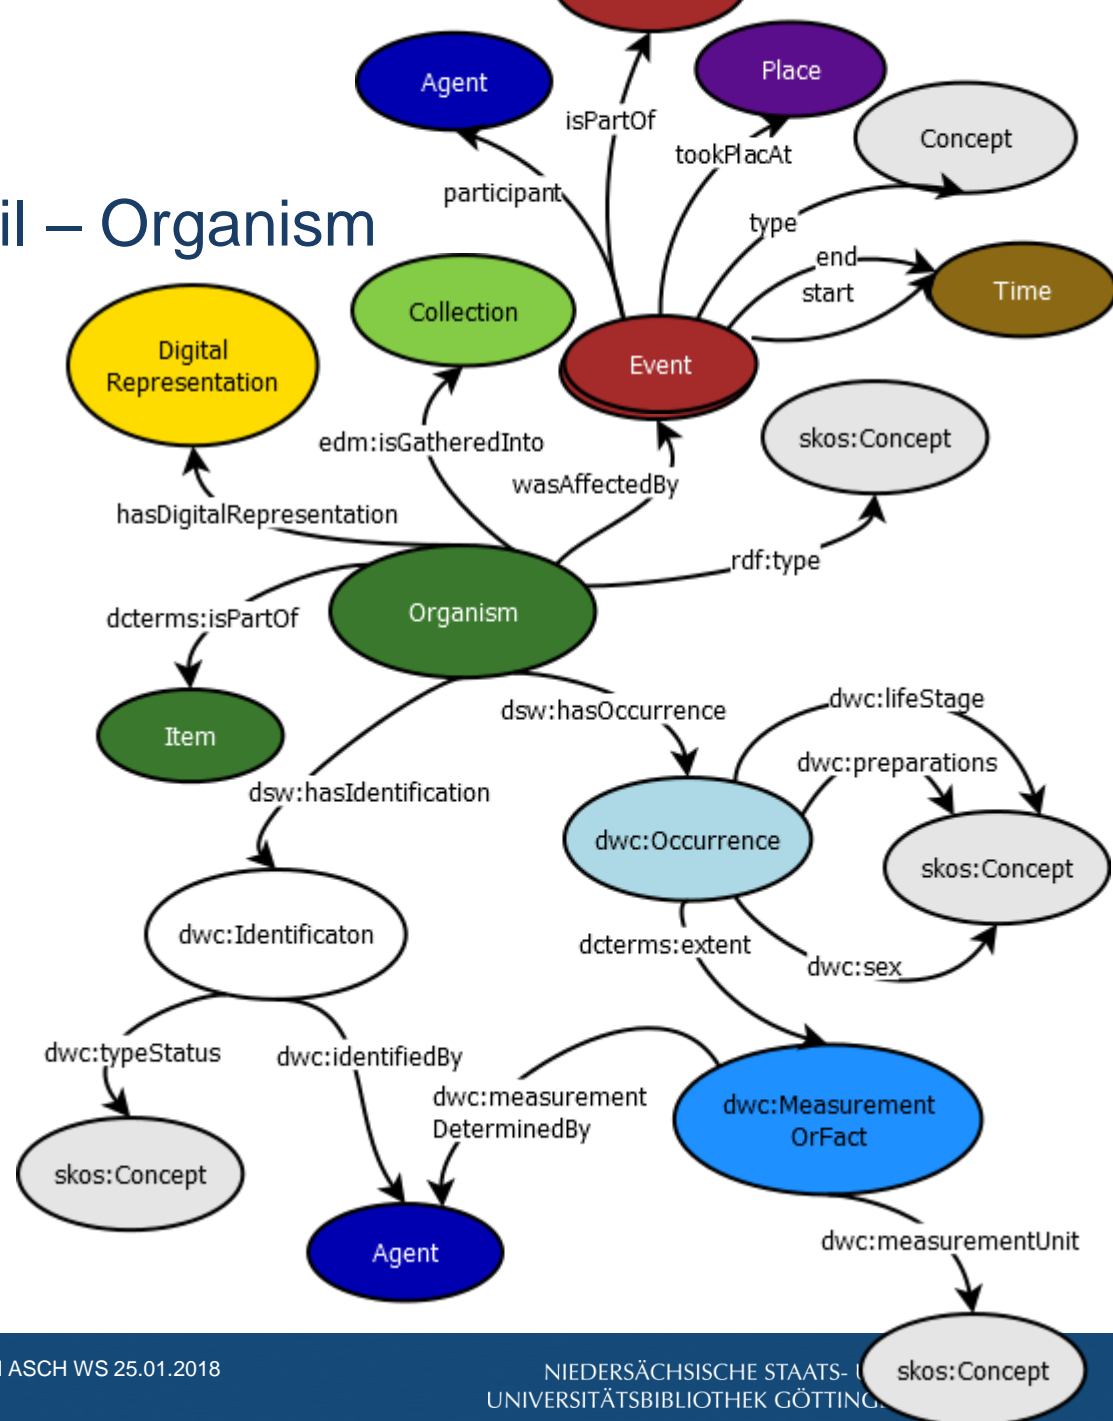 Agent
Place
isPartOf
Concept
tookPlacAt
participant
il – Organism
type
end
start
Time
Collection
Event
Digital
Representation
skos:Concept
edm:isGatheredInto
wasAffectedBy
hasDigitalRepresentation
rdf:type
Organism
dcterms:isPartOf
Item
dsw:hasOccurrence
dwc:lifeStage
dwc:preparations
dsw:hasIdentification
dwc:Occurrence
skos:Concept
dwc:Identificaton
dcterms:extent
dwc:sex
dwc:typeStatus
dwc:identifiedBy
dwc:measurement
DeterminedBy
dwc:Measurement
OrFact
skos:Concept
Agent
dwc:measurementUnit
ASCH WS 25.01.2018
NIEDERSÄCHSISCHE STAATS-
UNIVERSITÄTSBIBLIOTHEK
skos:Concept